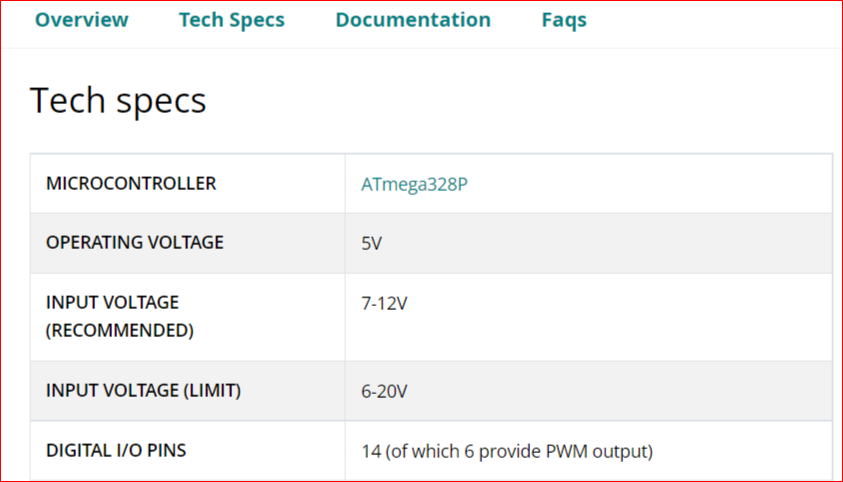 Overview Tech Specs Documentation Faqs
Tech specs
MICROCONTROLLER ATmega328P
OPERATING VOLTAGE 5V
INPUT VOLTAGE 7-12V
(RECOMMENDED)
INPUT VOLTAGE (LIMIT) 6-20V
DIGITAL I/O PINS 14 (of which 6 provide PWM output)